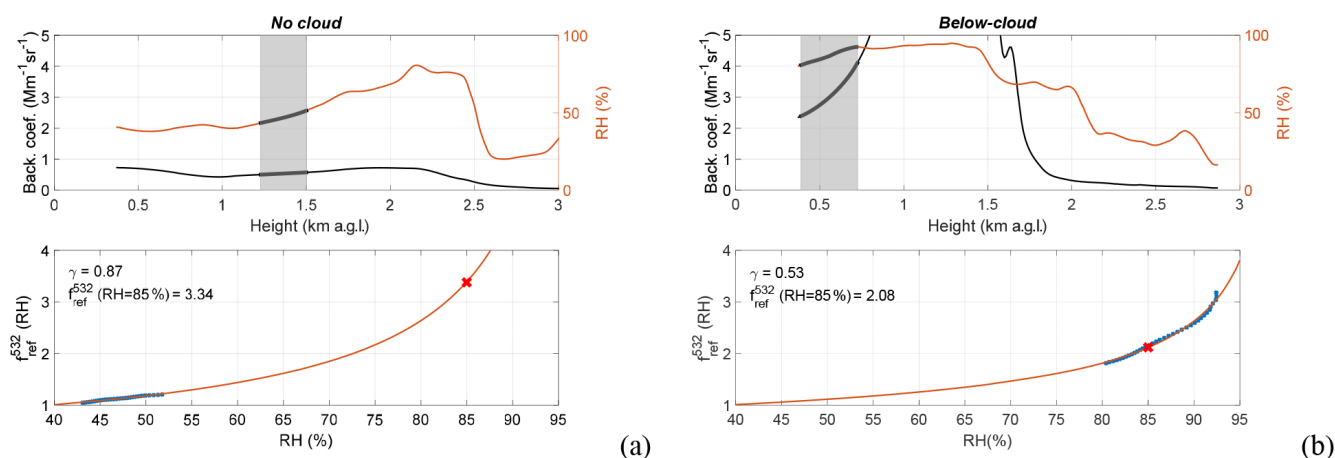 No cloud
5
4
3
2
1
0
Back. coef. (Mm⁻¹ sr⁻¹)
100
50
0
RH (%)
0 0.5 1 1.5 2 2.5 3
Height (km a.g.l.)
4
3
2
1
f_ref^532 (RH)
γ = 0.87
f_ref^532 (RH=85 %) = 3.34
40 45 50 55 60 65 70 75 80 85 90 95
RH (%)
(a)
Below-cloud
5
4
3
2
1
0
Back. coef. (Mm⁻¹ sr⁻¹)
100
50
0
RH (%)
0 0.5 1 1.5 2 2.5 3
Height (km a.g.l.)
4
3
2
1
f_ref^532 (RH)
γ = 0.53
f_ref^532 (RH=85 %) = 2.08
40 45 50 55 60 65 70 75 80 85 90 95
RH(%)
(b)